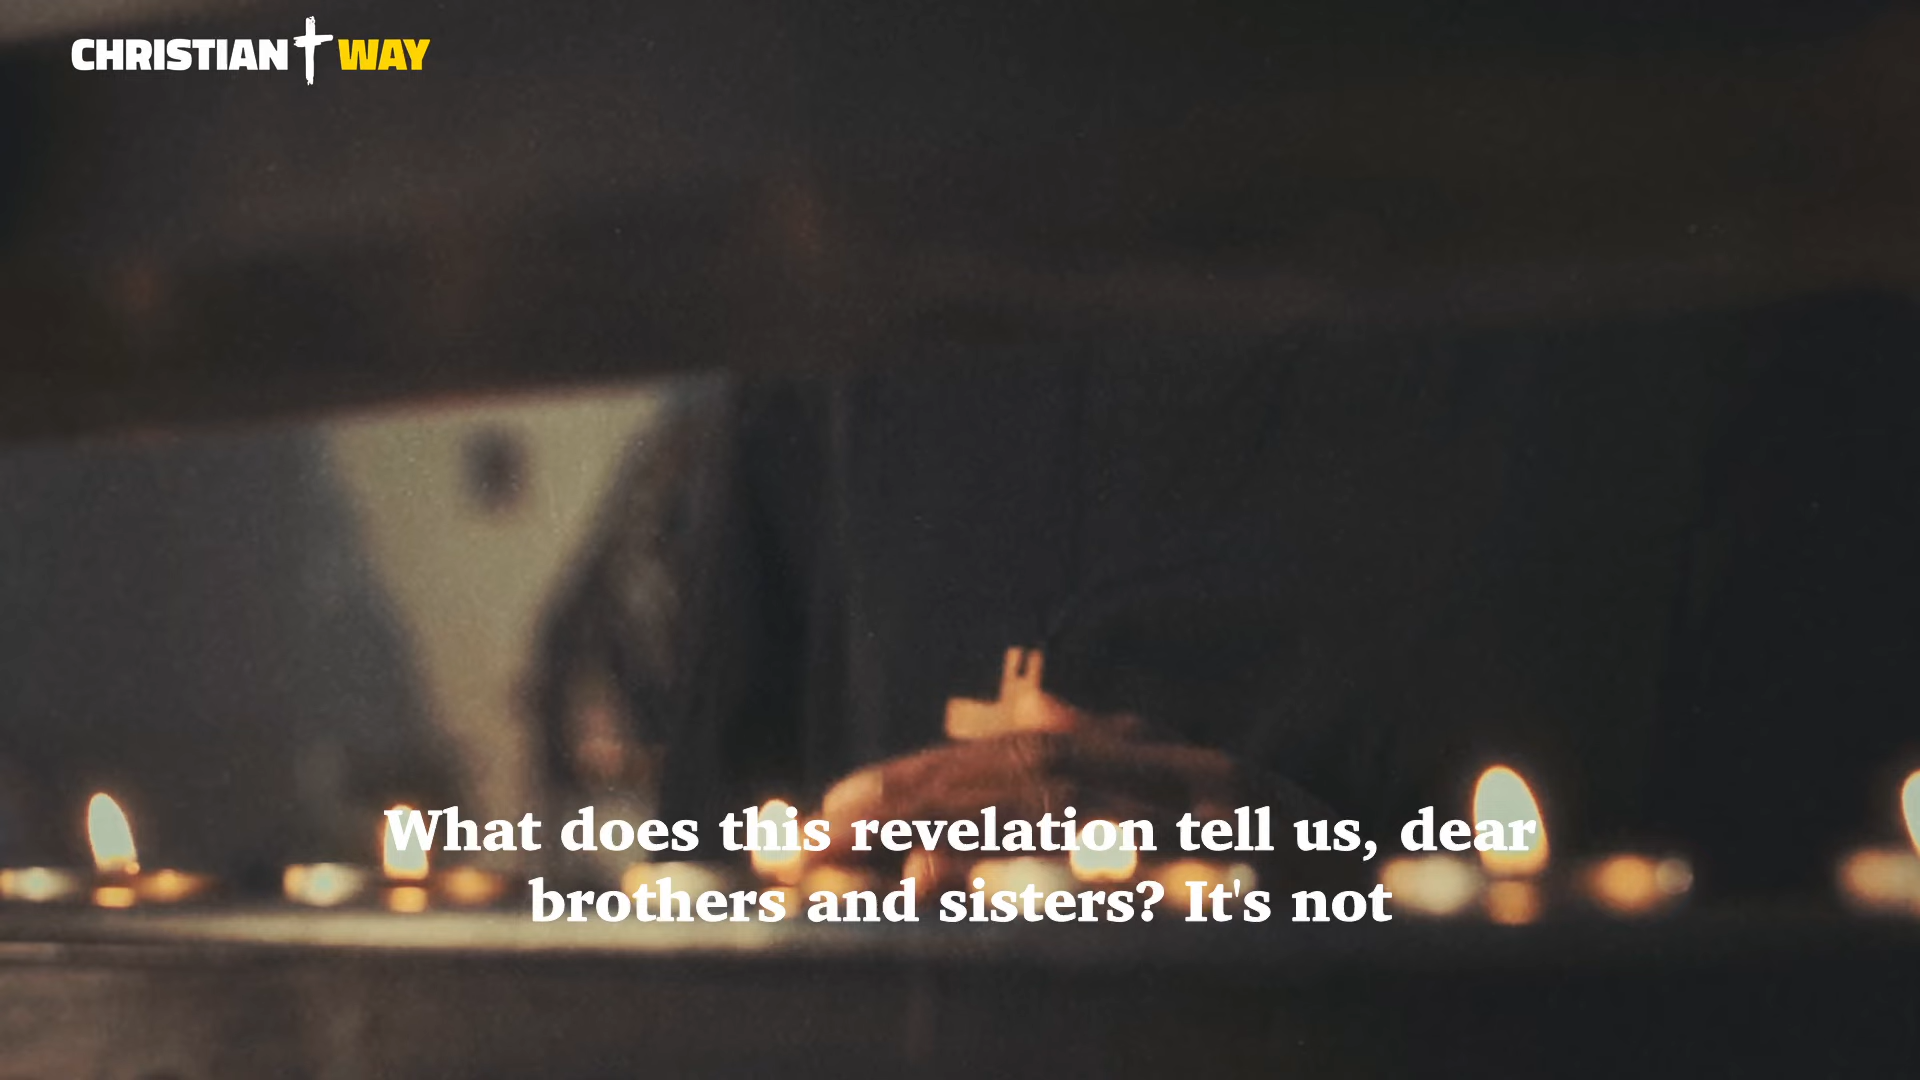 CHRISTIAN WAY
What does this revelation tell us, dear
brothers and sisters? It's not